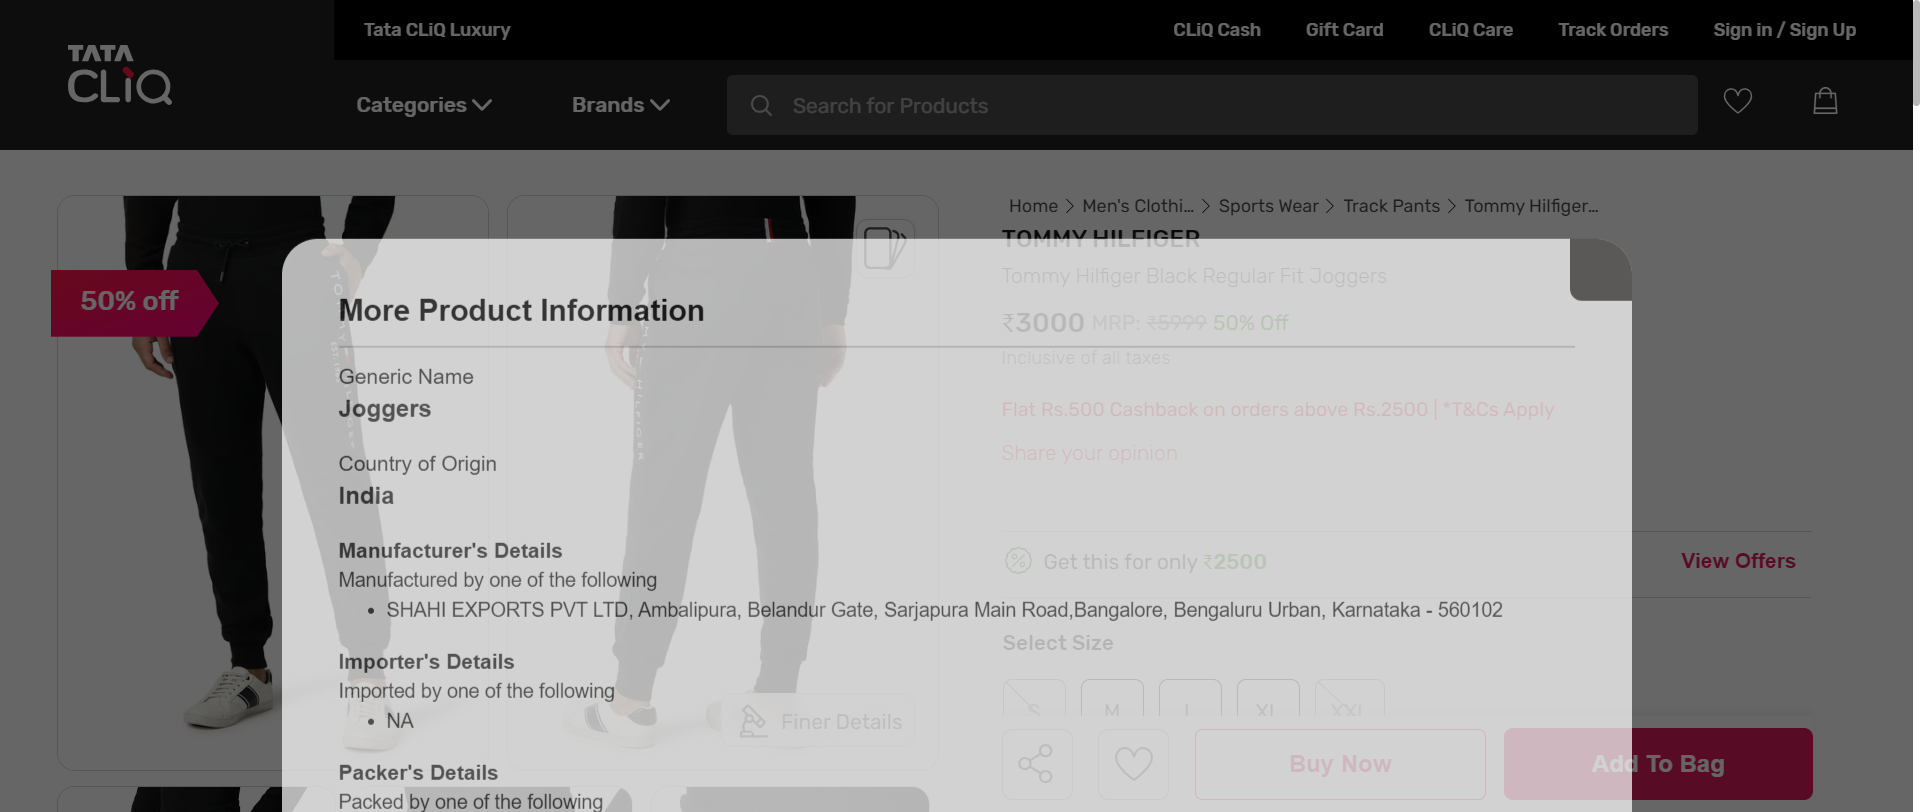 Tata CLiQ Luxury
CLiQ Cash
Gift Card
CLiQ Care
Track Orders
Sign in / Sign Up
TATA
CLiQ
Categories
Brands
Search for Products
Home > Men's Clothi... > Sports Wear > Track Pants > Tommy Hilfiger...
TOMMY HILFIGER
Tommy Hilfiger Black Regular Fit Joggers
50% off
₹3000 MRP: ₹5999 50% Off
Inclusive of all taxes
Flat Rs.500 Cashback on orders above Rs.2500 | *T&Cs Apply
Share your opinion
Get this for only ₹2500
View Offers
Select Size
S
M
L
XL
XXL
Finer Details
Buy Now
Add To Bag
More Product Information
Generic Name
Joggers
Country of Origin
India
Manufacturer's Details
Manufactured by one of the following
• SHAHI EXPORTS PVT LTD, Ambalipura, Belandur Gate, Sarjapura Main Road,Bangalore, Bengaluru Urban, Karnataka - 560102
Importer's Details
Imported by one of the following
• NA
Packer's Details
Packed by one of the following